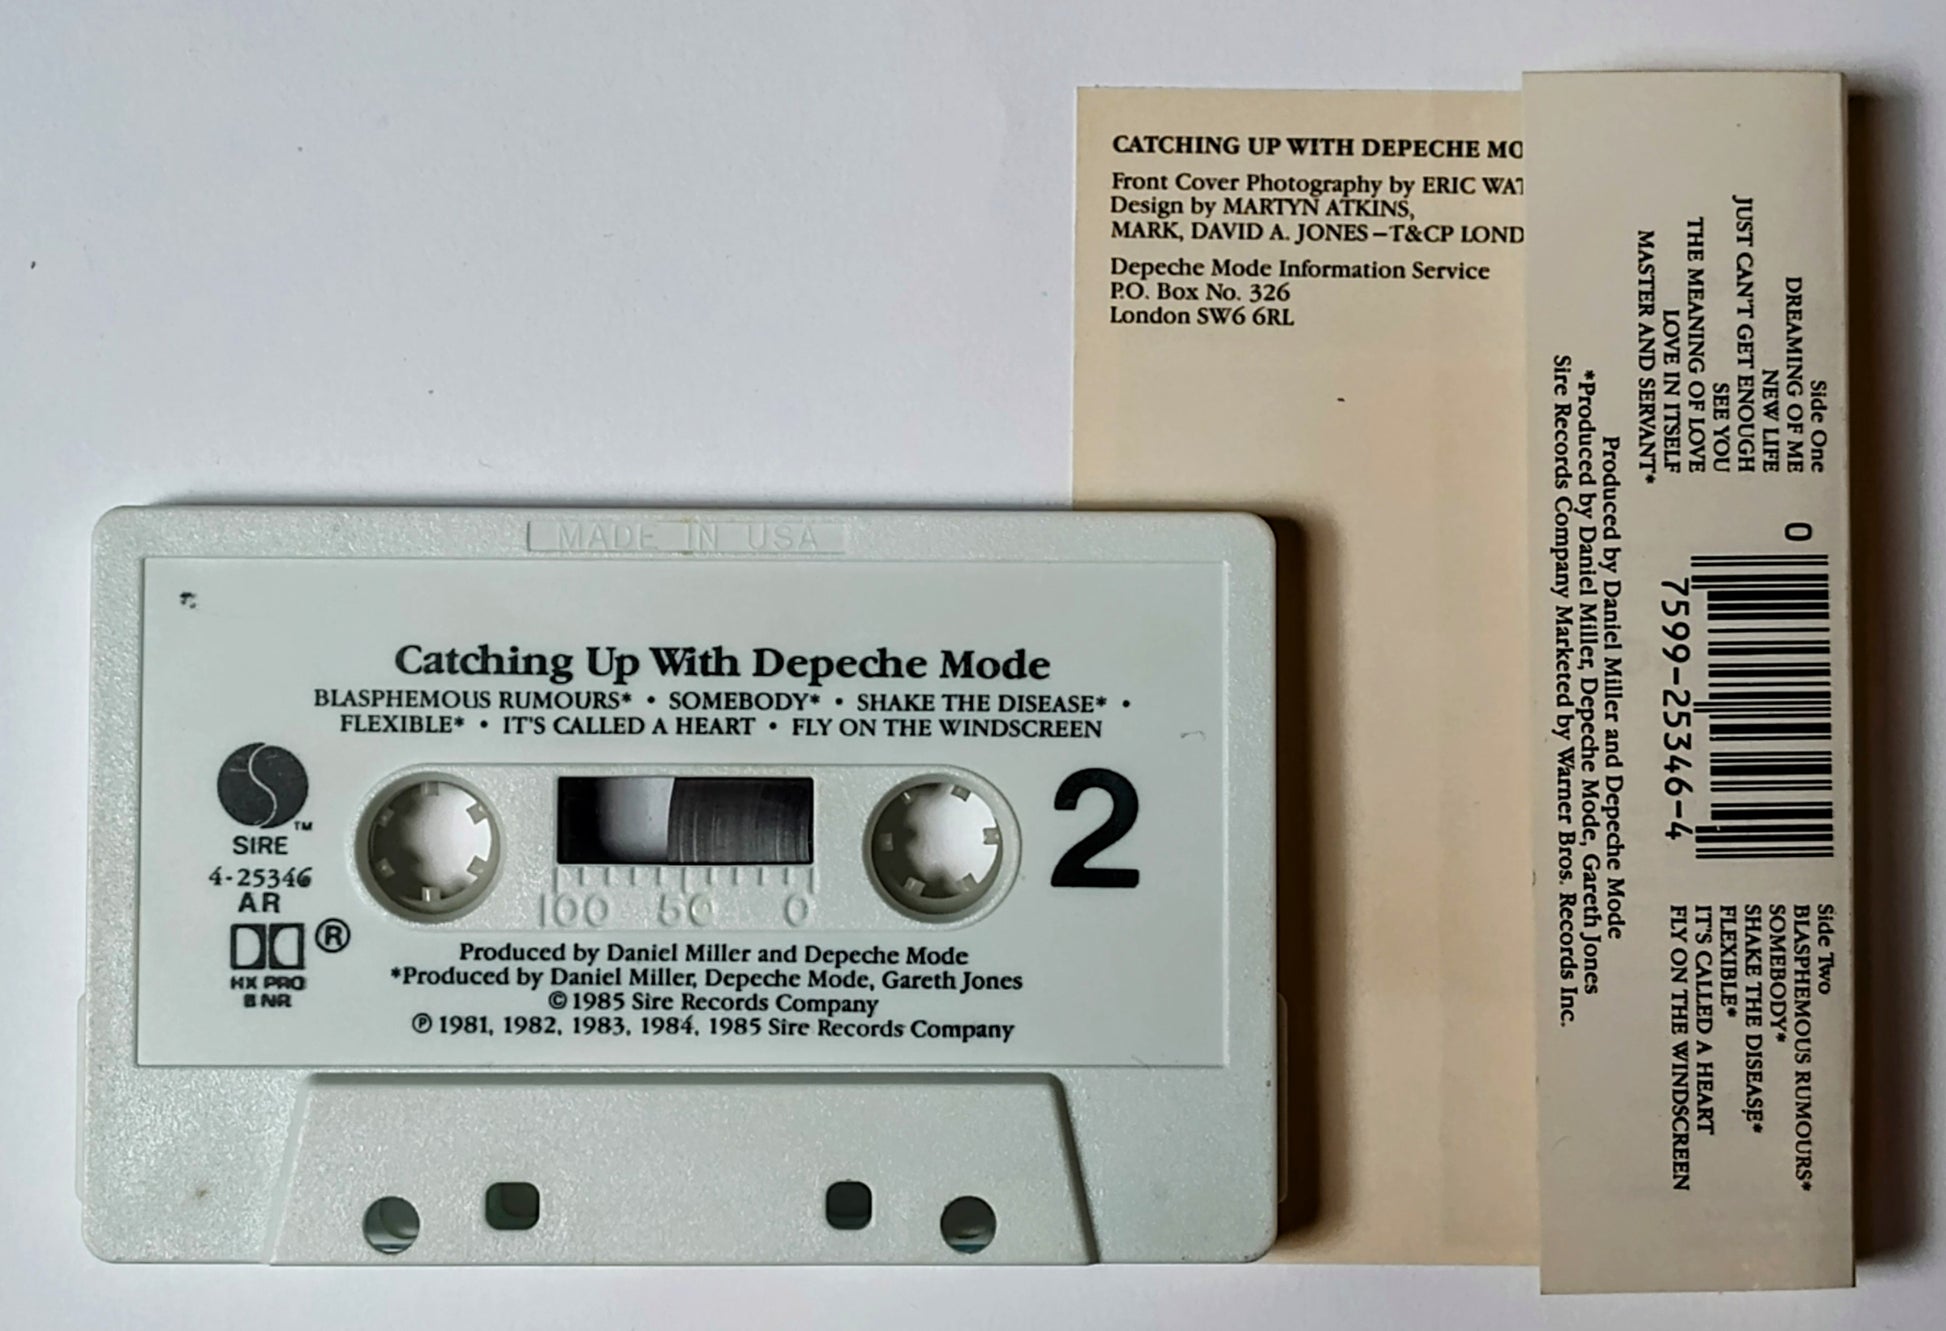 MADE IN USA
Catching Up With Depeche Mode
BLASPHEMOUS RUMOURS* • SOMEBODY* • SHAKE THE DISEASE* •
FLEXIBLE* • IT'S CALLED A HEART • FLY ON THE WINDSCREEN
SIRE
TM
4-25346
AR
®
HX PRO
B NR
2
100 50 0
Produced by Daniel Miller and Depeche Mode
*Produced by Daniel Miller, Depeche Mode, Gareth Jones
© 1985 Sire Records Company
℗ 1981, 1982, 1983, 1984, 1985 Sire Records Company
CATCHING UP WITH DEPECHE
Front Cover Photography by ERIC
Design by MARTYN ATKINS,
MARK, DAVID A. JONES–T&CP
Depeche Mode Information Service
P.O. Box No. 326
London SW6 6RL
Side One
DREAMING OF ME
NEW LIFE
JUST CAN'T GET ENOUGH
SEE YOU
THE MEANING OF LOVE
LOVE IN ITSELF
MASTER AND SERVANT*
0
7599-25346-4
Side Two
BLASPHEMOUS RUMOURS*
SOMEBODY*
SHAKE THE DISEASE*
FLEXIBLE*
IT'S CALLED A HEART
FLY ON THE WINDSCREEN
Produced by Daniel Miller and Depeche Mode
*Produced by Daniel Miller, Depeche Mode, Gareth Jones
Sire Records Company Marketed by Warner Bros. Records Inc.